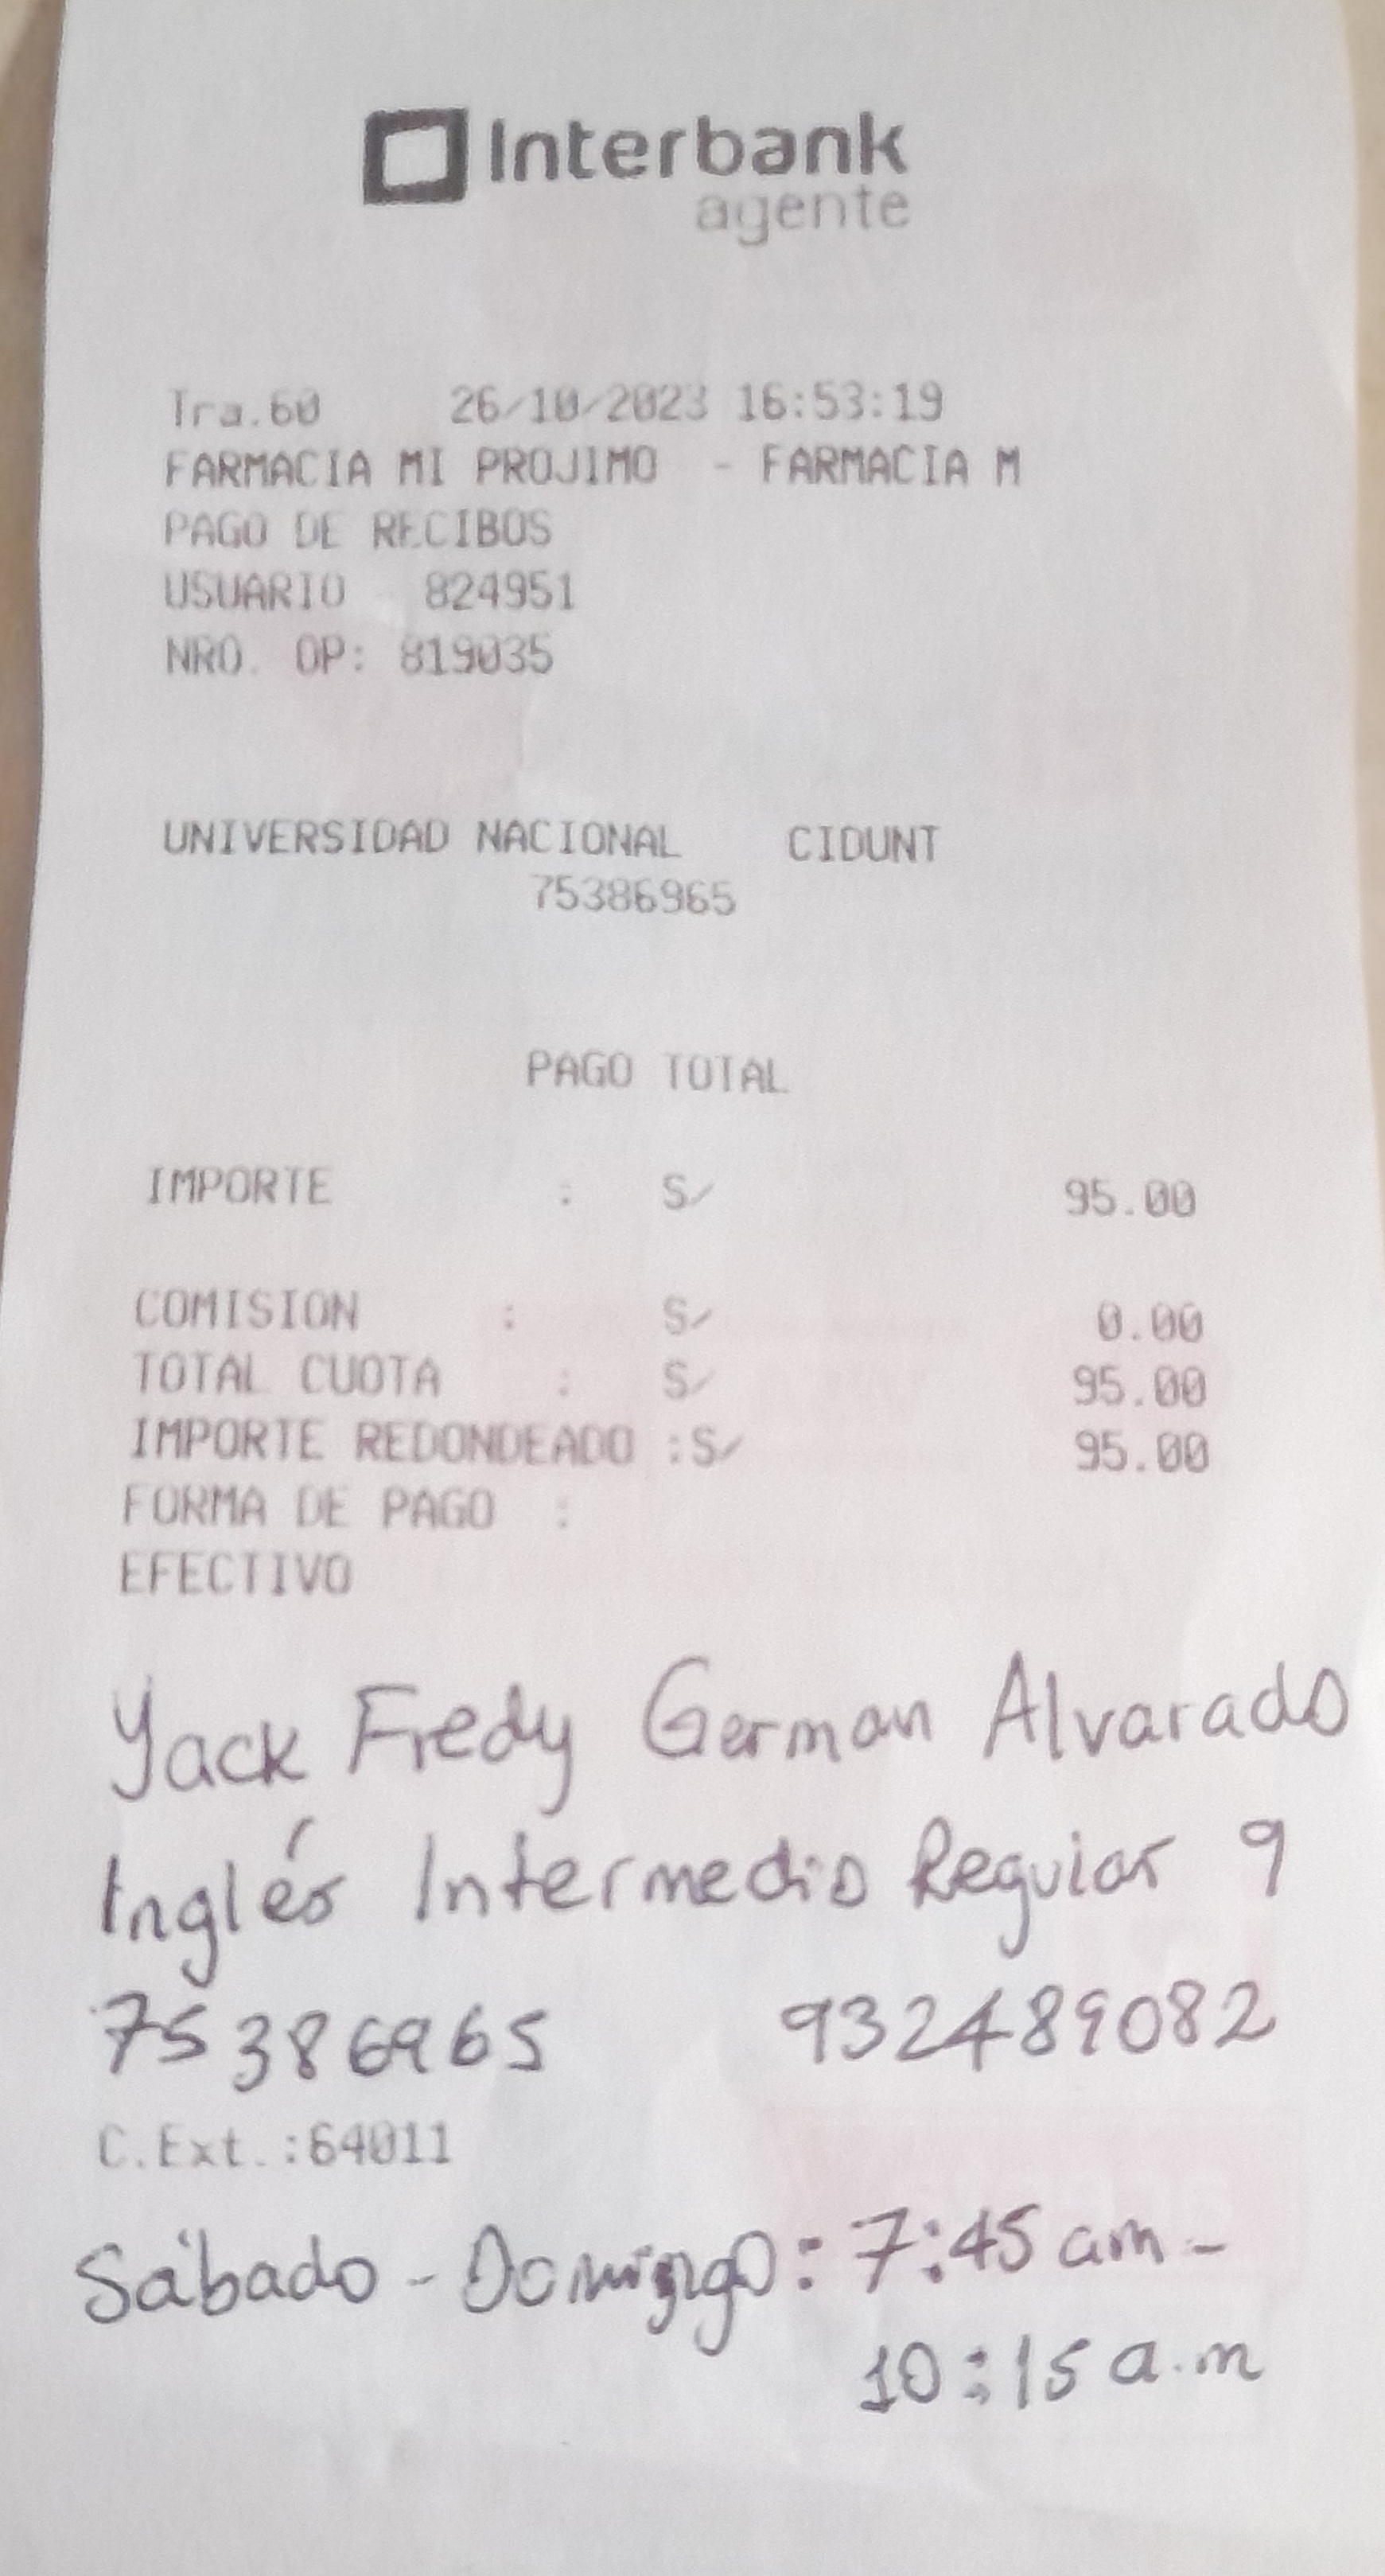 Interbank
agente
Tra.60 26/10/2023 16:53:19
FARMACIA MI PROJIMO - FARMACIA M
PAGO DE RECIBOS
USUARIO 824951
NRO. OP: 819035
UNIVERSIDAD NACIONAL CIDUNT
75386965
PAGO TOTAL
IMPORTE : S/ 95.00
COMISION : S/ 0.00
TOTAL CUOTA : S/ 95.00
IMPORTE REDONDEADO :S/ 95.00
FORMA DE PAGO :
EFECTIVO
Yack Fredy German Alvarado
Inglés Intermedio Regular 9
75386965 932489082
C.Ext.:64011
Sábado - Domingo: 7:45 am -
10:15 a.m